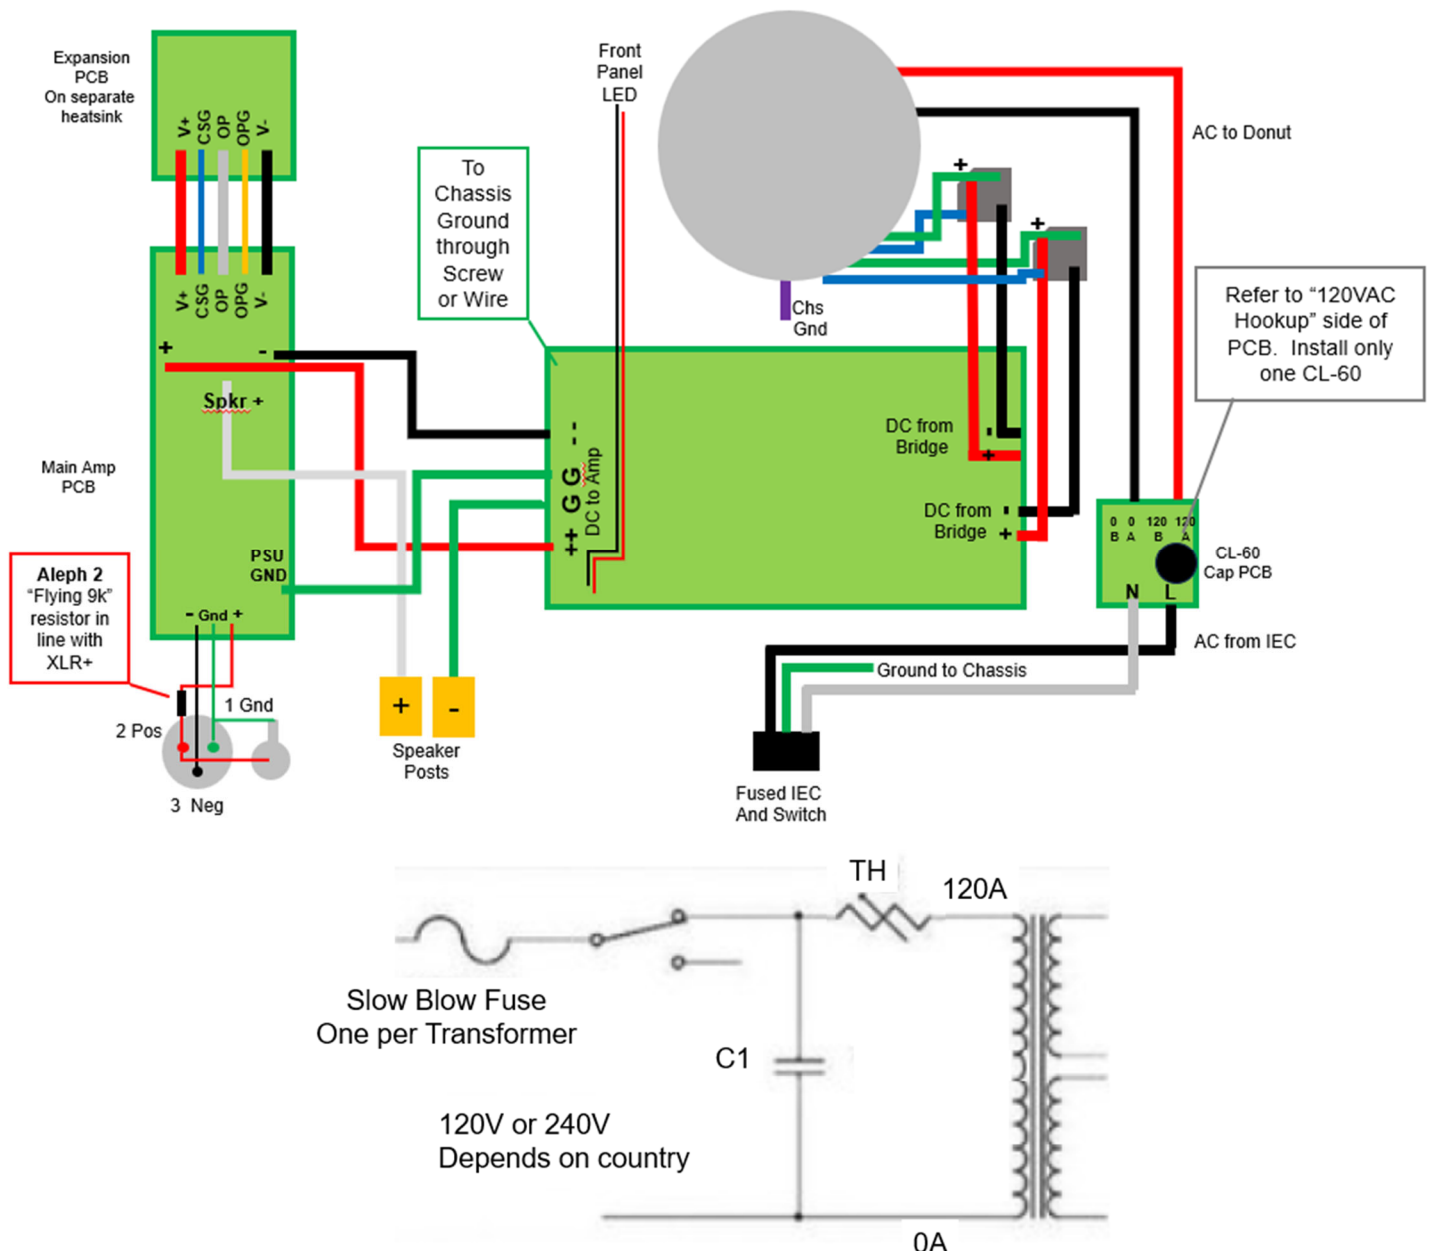 Expansion
PCB
On separate
heatsink
V+
CSG
OP
OPG
V-
V+
CSG
OP
OPG
V-
+
-
Spkr +
Main Amp
PCB
PSU
GND
- Gnd +
Aleph 2
“Flying 9k”
resistor in
line with
XLR+
1 Gnd
2 Pos
3 Neg
+
-
Speaker
Posts
To
Chassis
Ground
through
Screw
or Wire
Front
Panel
LED
--
G G
++
DC to Amp
Chs
Gnd
+
+
DC from
Bridge
-
+
DC from
Bridge
-
+
AC to Donut
Refer to “120VAC
Hookup” side of
PCB. Install only
one CL-60
0 0 120 120
B A B A
CL-60
Cap PCB
N L
AC from IEC
Ground to Chassis
Fused IEC
And Switch
TH
120A
Slow Blow Fuse
One per Transformer
C1
120V or 240V
Depends on country
0A